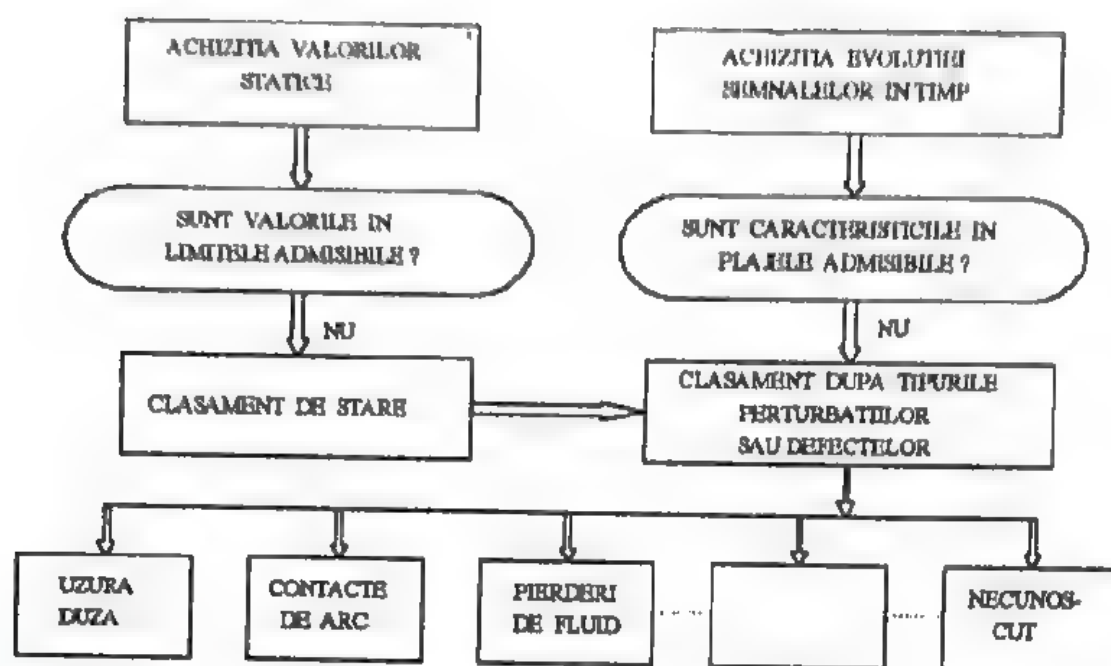 ACHIZITIA VALORILOR
STATICE
ACHIZITIA EVOLUTIEI
SEMNALELOR IN TIMP
SUNT VALORILE IN
LIMITELE ADMISIBILE ?
SUNT CARACTERISTICILE IN
PLAJELE ADMISIBILE ?
NU
NU
CLASAMENT DE STARE
CLASAMENT DUPA TIPURILE
PERTURBATIILOR
SAU DEFECTELOR
UZURA
DUZA
CONTACTE
DE ARC
PIERDERI
DE FLUID
NECUNOS-
CUT